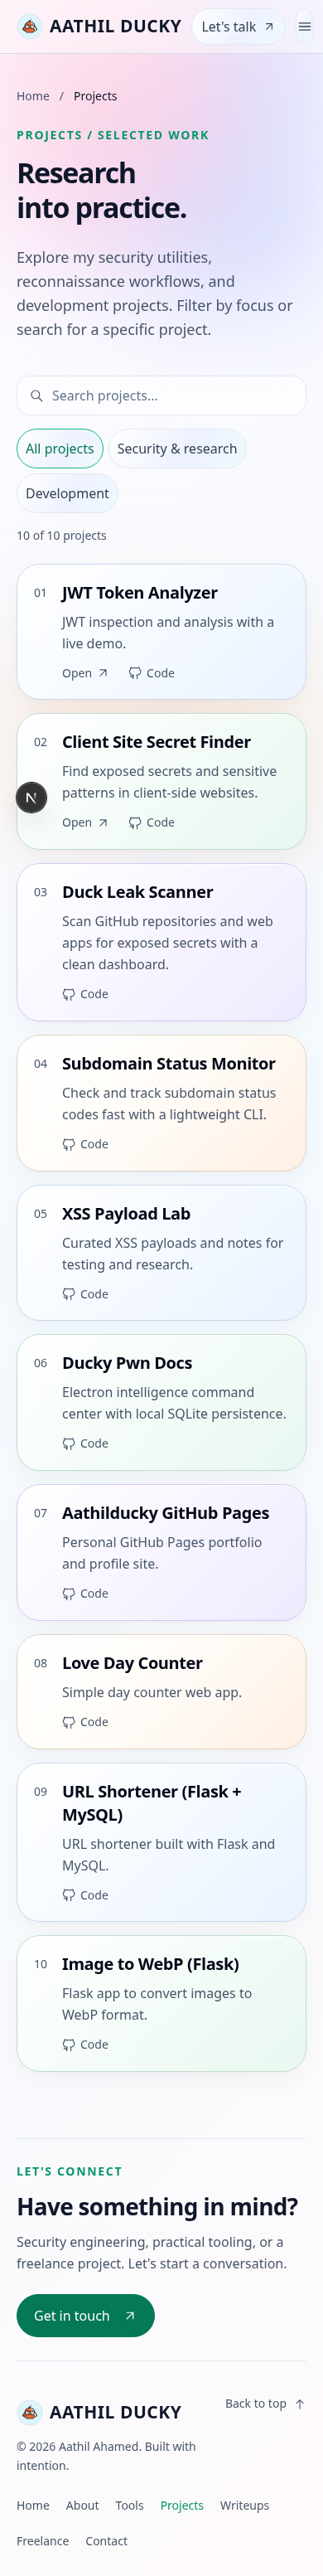 AATHIL DUCKY
Let's talk
Home / Projects
PROJECTS / SELECTED WORK
Research
into practice.
Explore my security utilities,
reconnaissance workflows, and
development projects. Filter by focus or
search for a specific project.
Search projects...
All projects
Security & research
Development
10 of 10 projects
01
JWT Token Analyzer
JWT inspection and analysis with a
live demo.
Open
Code
02
Client Site Secret Finder
Find exposed secrets and sensitive
patterns in client-side websites.
Open
Code
N
03
Duck Leak Scanner
Scan GitHub repositories and web
apps for exposed secrets with a
clean dashboard.
Code
04
Subdomain Status Monitor
Check and track subdomain status
codes fast with a lightweight CLI.
Code
05
XSS Payload Lab
Curated XSS payloads and notes for
testing and research.
Code
06
Ducky Pwn Docs
Electron intelligence command
center with local SQLite persistence.
Code
07
Aathilducky GitHub Pages
Personal GitHub Pages portfolio
and profile site.
Code
08
Love Day Counter
Simple day counter web app.
Code
09
URL Shortener (Flask +
MySQL)
URL shortener built with Flask and
MySQL.
Code
10
Image to WebP (Flask)
Flask app to convert images to
WebP format.
Code
LET'S CONNECT
Have something in mind?
Security engineering, practical tooling, or a
freelance project. Let's start a conversation.
Get in touch
AATHIL DUCKY
Back to top
© 2026 Aathil Ahamed. Built with
intention.
Home About Tools Projects Writeups
Freelance Contact